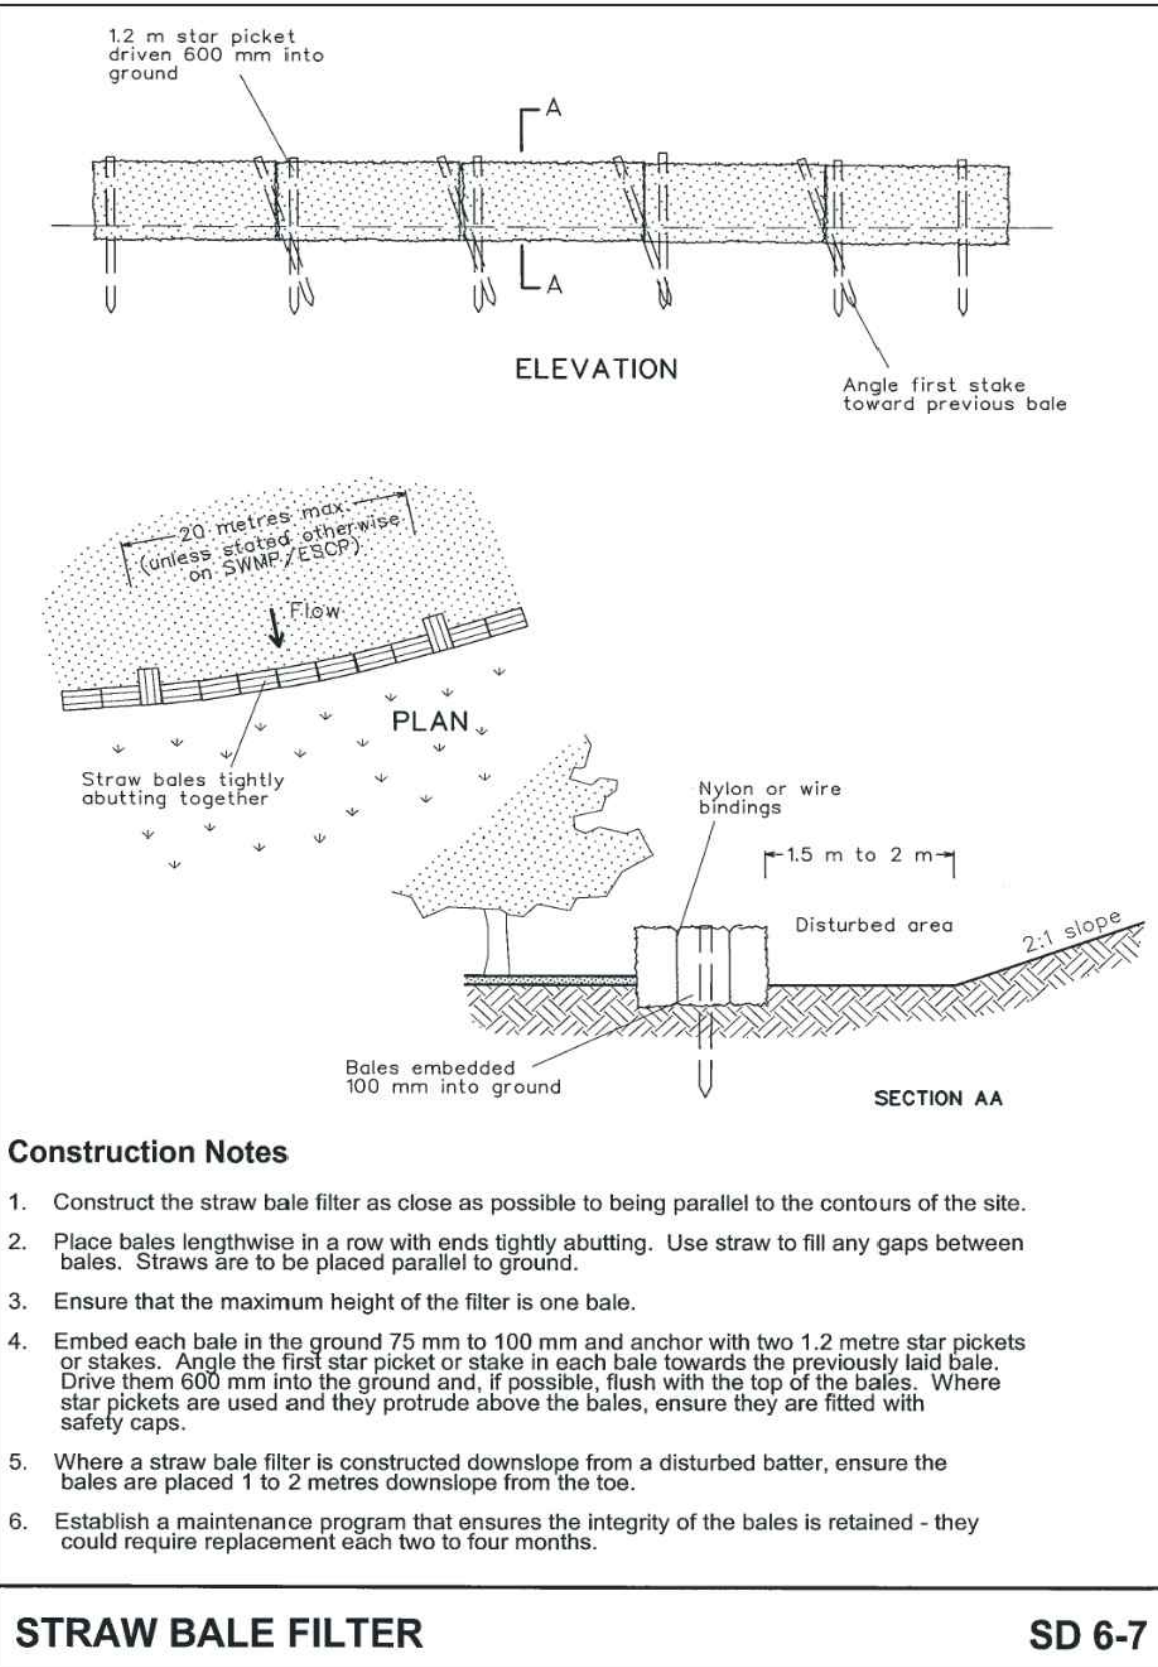 1.2 m star picket
driven 600 mm into
ground
A
A
ELEVATION
Angle first stake
toward previous bale
20 metres max.
(unless stated otherwise
on SWMP/ESCP)
Flow
PLAN
Straw bales tightly
abutting together
Nylon or wire
bindings
1.5 m to 2 m
Disturbed area
2:1 slope
Bales embedded
100 mm into ground
SECTION AA
Construction Notes
1. Construct the straw bale filter as close as possible to being parallel to the contours of the site.
2. Place bales lengthwise in a row with ends tightly abutting. Use straw to fill any gaps between
bales. Straws are to be placed parallel to ground.
3. Ensure that the maximum height of the filter is one bale.
4. Embed each bale in the ground 75 mm to 100 mm and anchor with two 1.2 metre star pickets
or stakes. Angle the first star picket or stake in each bale towards the previously laid bale.
Drive them 600 mm into the ground and, if possible, flush with the top of the bales. Where
star pickets are used and they protrude above the bales, ensure they are fitted with
safety caps.
5. Where a straw bale filter is constructed downslope from a disturbed batter, ensure the
bales are placed 1 to 2 metres downslope from the toe.
6. Establish a maintenance program that ensures the integrity of the bales is retained - they
could require replacement each two to four months.
STRAW BALE FILTER
SD 6-7